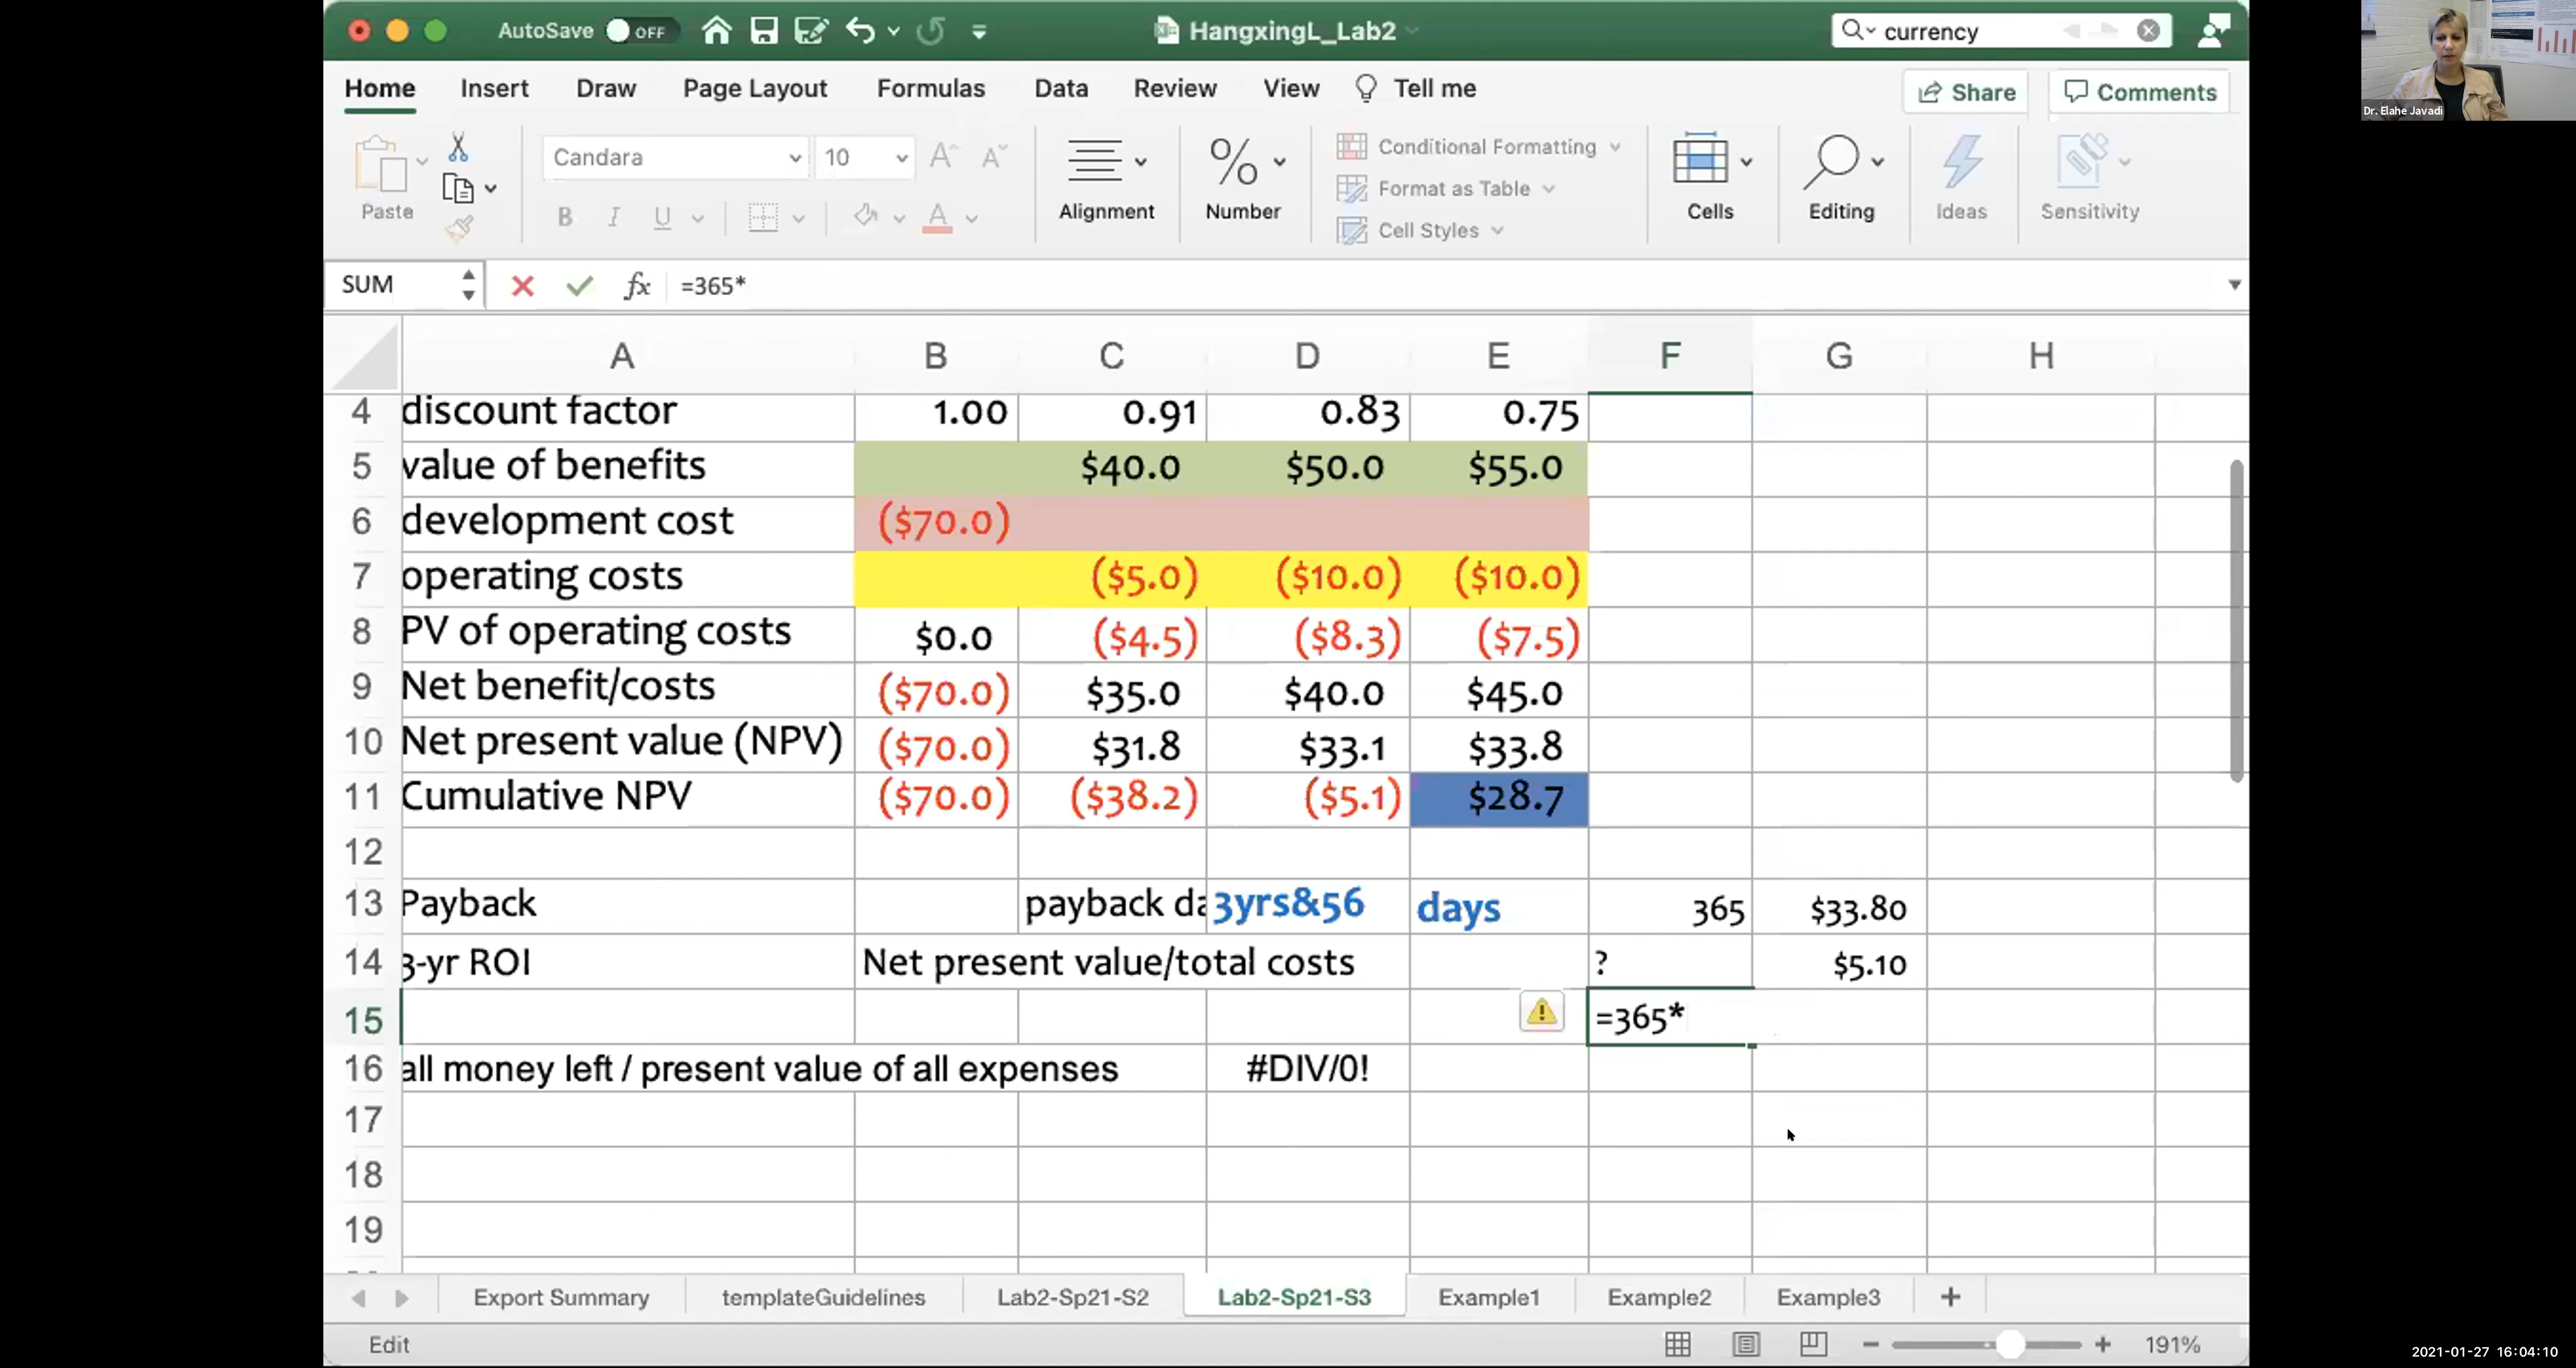 AutoSave OFF HangxingL_Lab2 currency
Home Insert Draw Page Layout Formulas Data Review View Tell me Share Comments
Dr. Elahe Javadi
Paste Candara 10 Alignment Number Conditional Formatting Format as Table Cell Styles Cells Editing Ideas Sensitivity
B I U A
SUM fx =365*
A B C D E F G H
4 discount factor 1.00 0.91 0.83 0.75
5 value of benefits $40.0 $50.0 $55.0
6 development cost ($70.0)
7 operating costs ($5.0) ($10.0) ($10.0)
8 PV of operating costs $0.0 ($4.5) ($8.3) ($7.5)
9 Net benefit/costs ($70.0) $35.0 $40.0 $45.0
10 Net present value (NPV) ($70.0) $31.8 $33.1 $33.8
11 Cumulative NPV ($70.0) ($38.2) ($5.1) $28.7
12
13 Payback payback da 3yrs&56 days 365 $33.80
14 3-yr ROI Net present value/total costs ? $5.10
15 =365*
16 all money left / present value of all expenses #DIV/0!
17
18
19
Export Summary templateGuidelines Lab2-Sp21-S2 Lab2-Sp21-S3 Example1 Example2 Example3 +
Edit 191%
2021-01-27 16:04:10